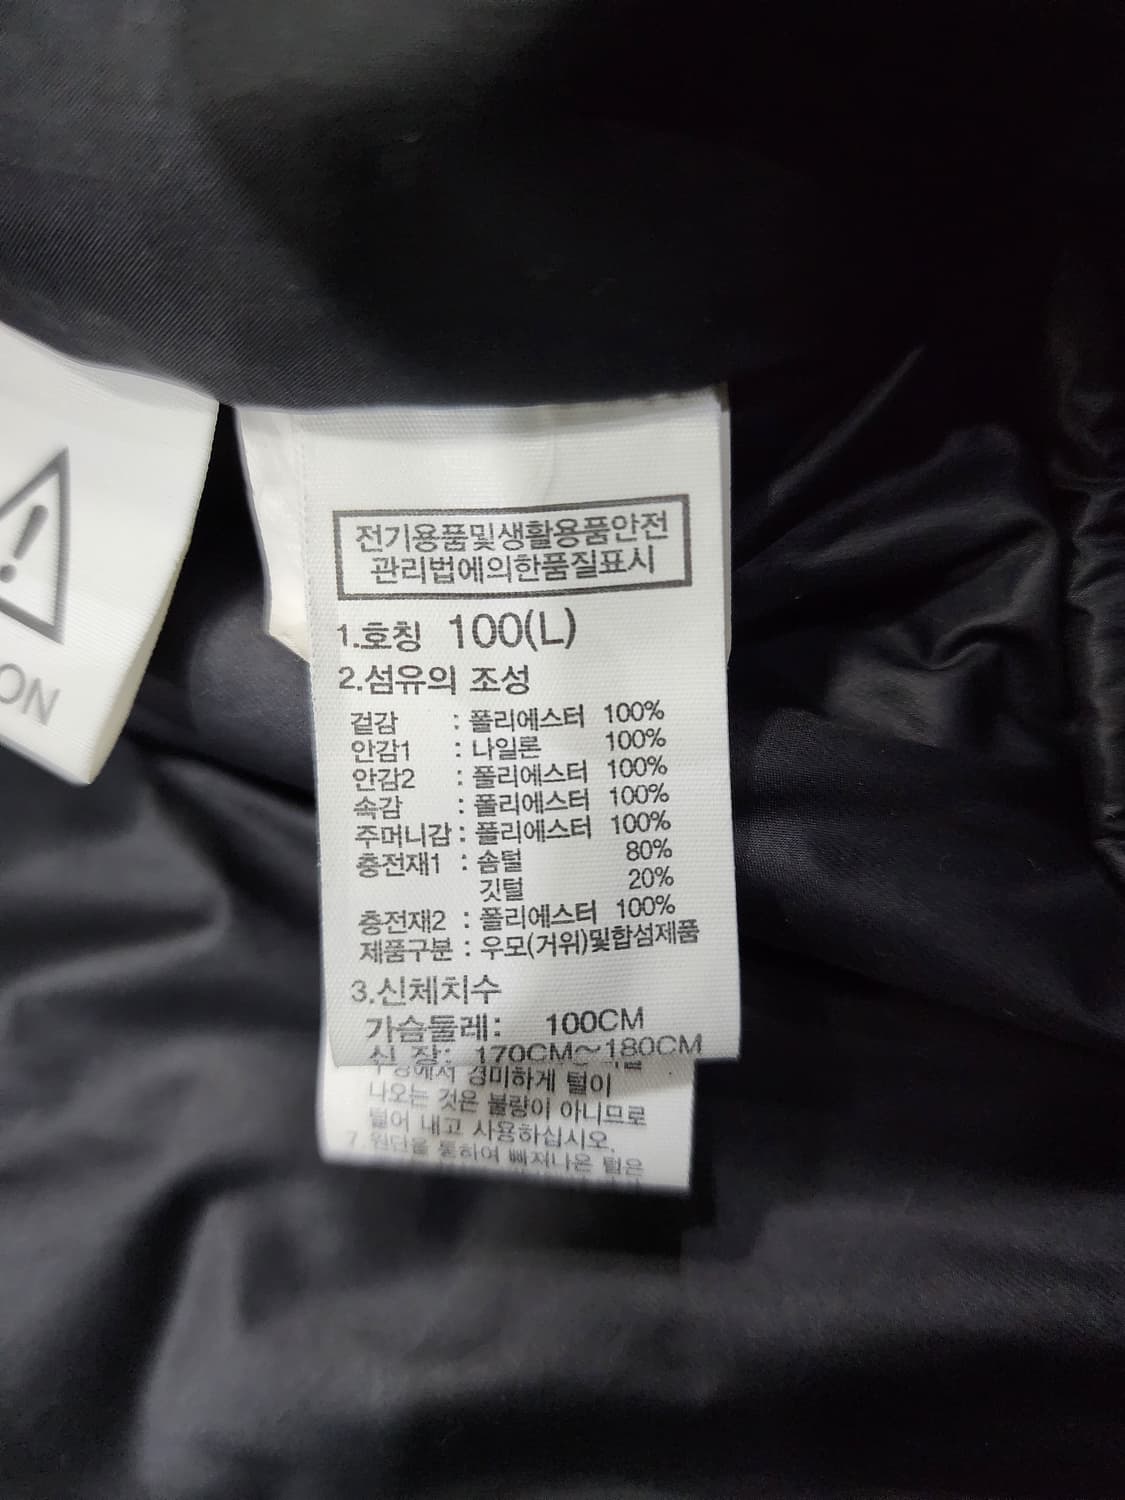 전기용품및생활용품안전
관리법에의한품질표시
1.호칭 100(L)
2.섬유의 조성
겉감 : 폴리에스터 100%
안감1 : 나일론 100%
안감2 : 폴리에스터 100%
속감 : 폴리에스터 100%
주머니감 : 폴리에스터 100%
충전재1 : 솜털 80%
깃털 20%
충전재2 : 폴리에스터 100%
제품구분 : 우모(거위)및합섬제품
3.신체치수
가슴둘레: 100CM
신 장: 170CM~180CM
경미하게 털이
나오는 것은 불량이 아니므로
털어 내고 사용하십시오.
7.원단을 통하여 빠져나온 털은
ON